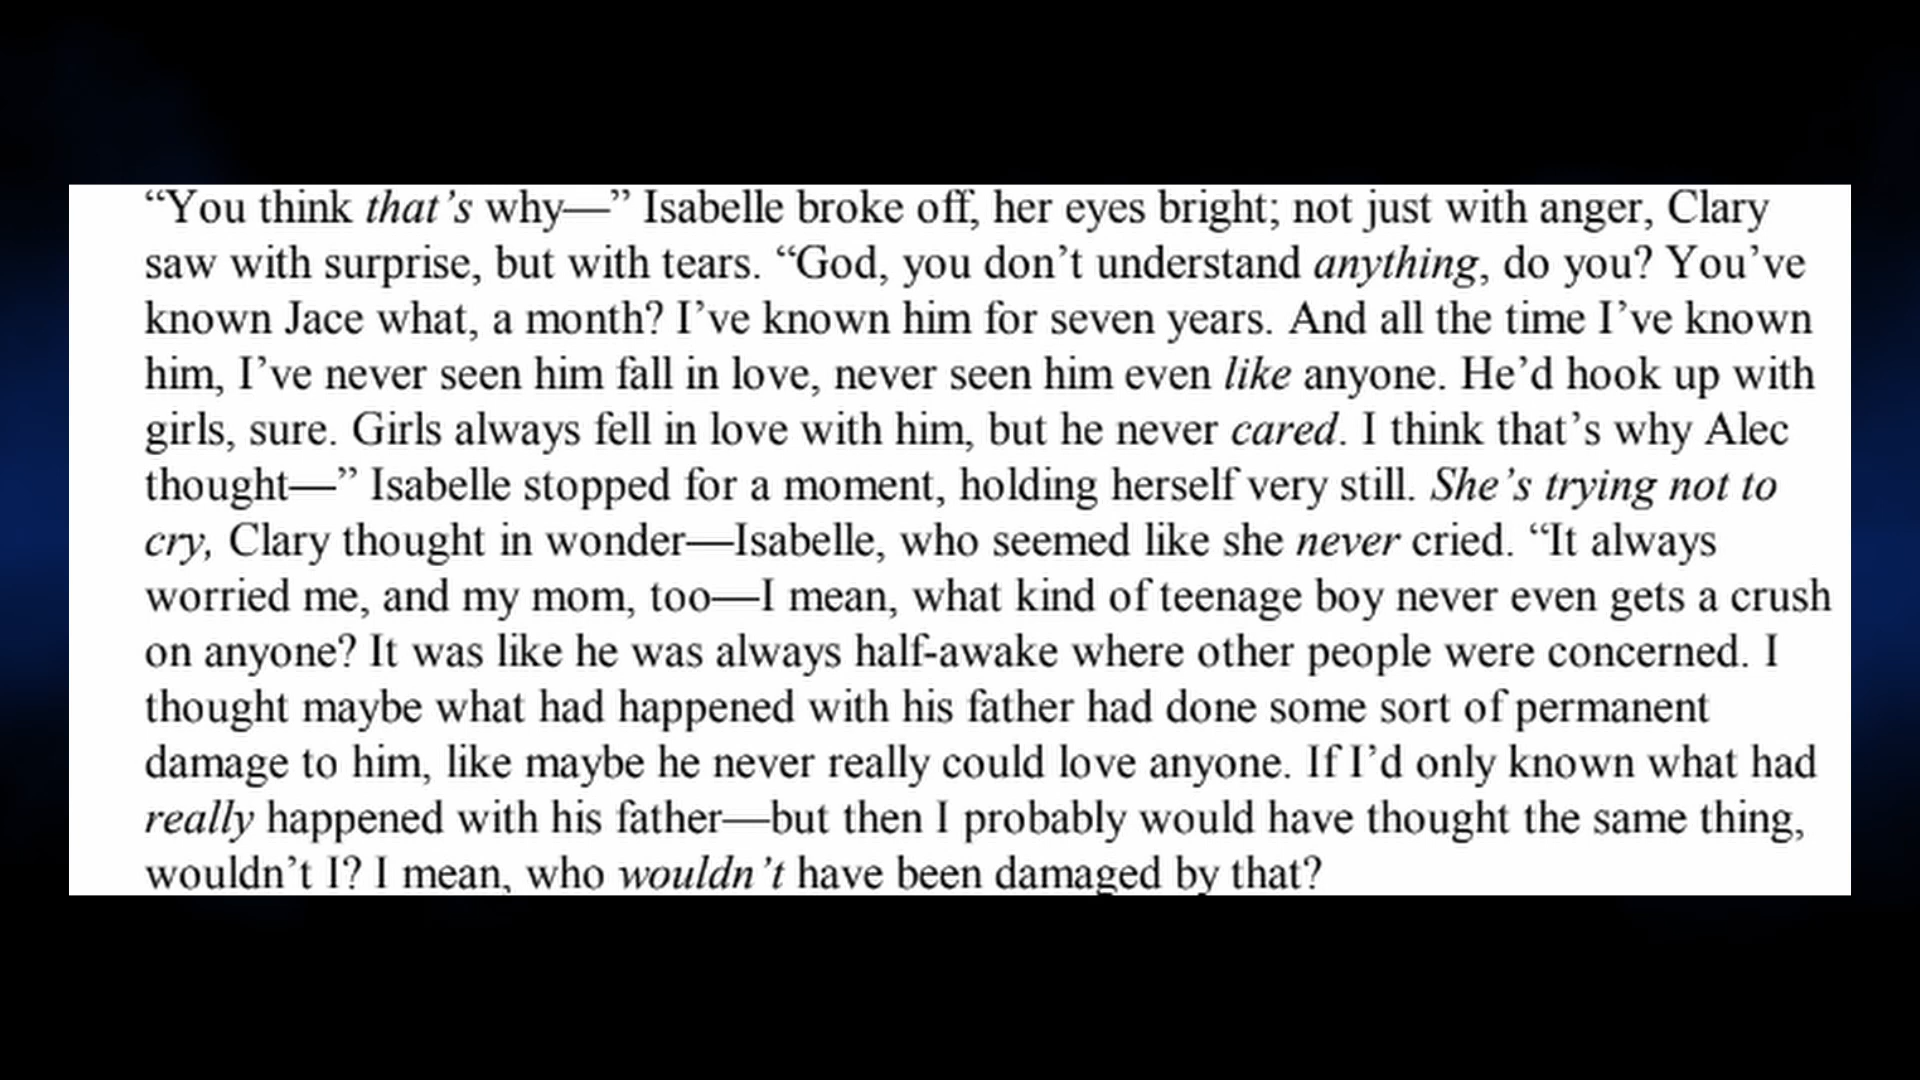 “You think that’s why—” Isabelle broke off, her eyes bright; not just with anger, Clary
saw with surprise, but with tears. “God, you don’t understand anything, do you? You’ve
known Jace what, a month? I’ve known him for seven years. And all the time I’ve known
him, I’ve never seen him fall in love, never seen him even like anyone. He’d hook up with
girls, sure. Girls always fell in love with him, but he never cared. I think that’s why Alec
thought—” Isabelle stopped for a moment, holding herself very still. She’s trying not to
cry, Clary thought in wonder—Isabelle, who seemed like she never cried. “It always
worried me, and my mom, too—I mean, what kind of teenage boy never even gets a crush
on anyone? It was like he was always half-awake where other people were concerned. I
thought maybe what had happened with his father had done some sort of permanent
damage to him, like maybe he never really could love anyone. If I’d only known what had
really happened with his father—but then I probably would have thought the same thing,
wouldn’t I? I mean, who wouldn’t have been damaged by that?